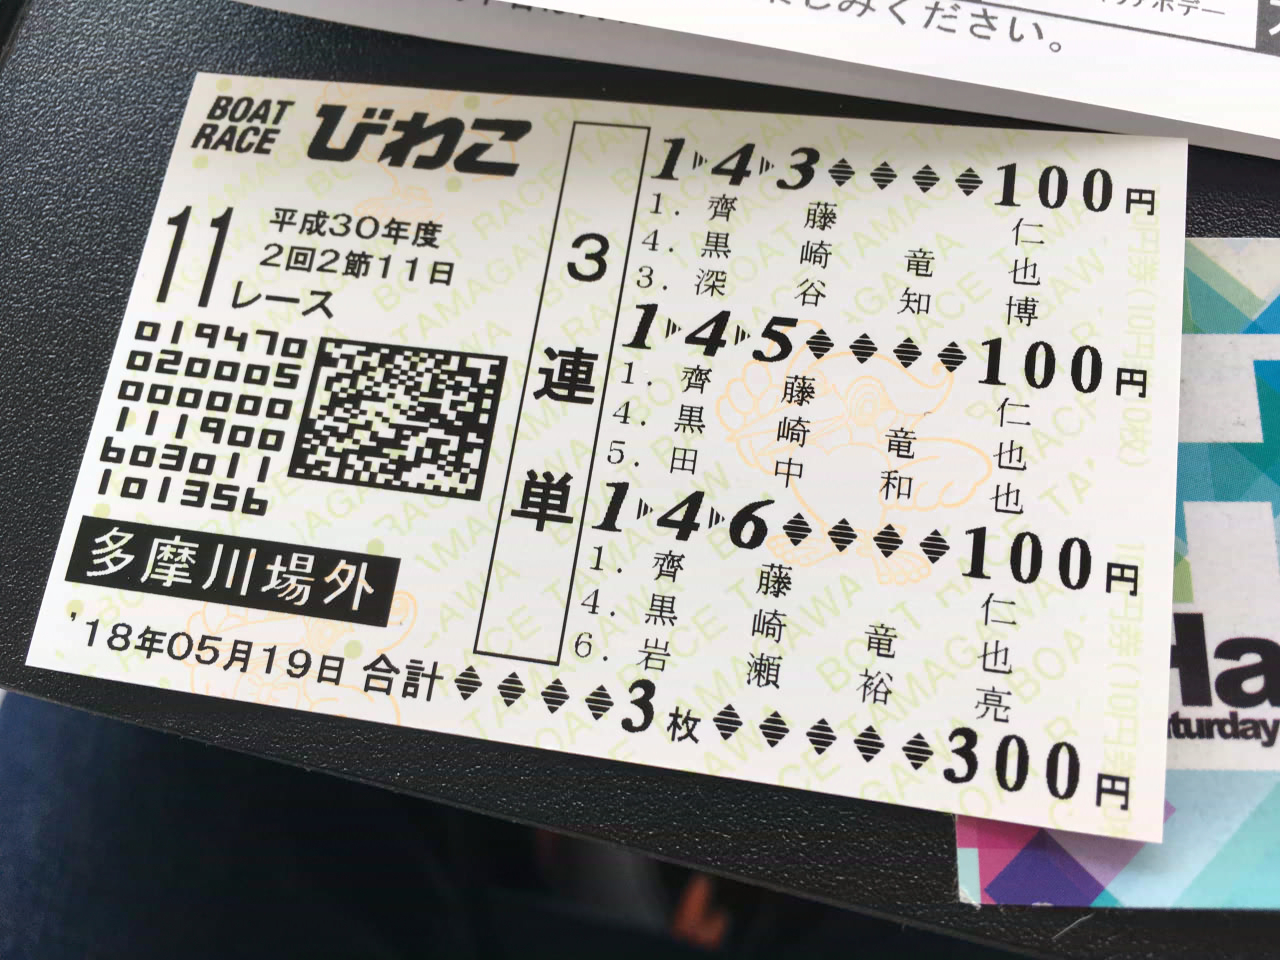 みください。
BOAT RACE びわこ
11レース
平成30年度
2回2節11日
019470
020005
000000
111900
603011
101356
多摩川場外
'18年05月19日 合計◆◆◆◆3枚◆◆◆◆◆300円
3連単
1▶4▶3◆◆◆◆100円
1. 齊藤 仁
4. 黒崎竜也
3. 深谷知博
1▶4▶5◆◆◆◆100円
1. 齊藤 仁
4. 黒崎竜也
5. 田中和也
1▶4▶6◆◆◆◆100円
1. 齊藤 仁
4. 黒崎竜也
6. 岩瀬裕亮